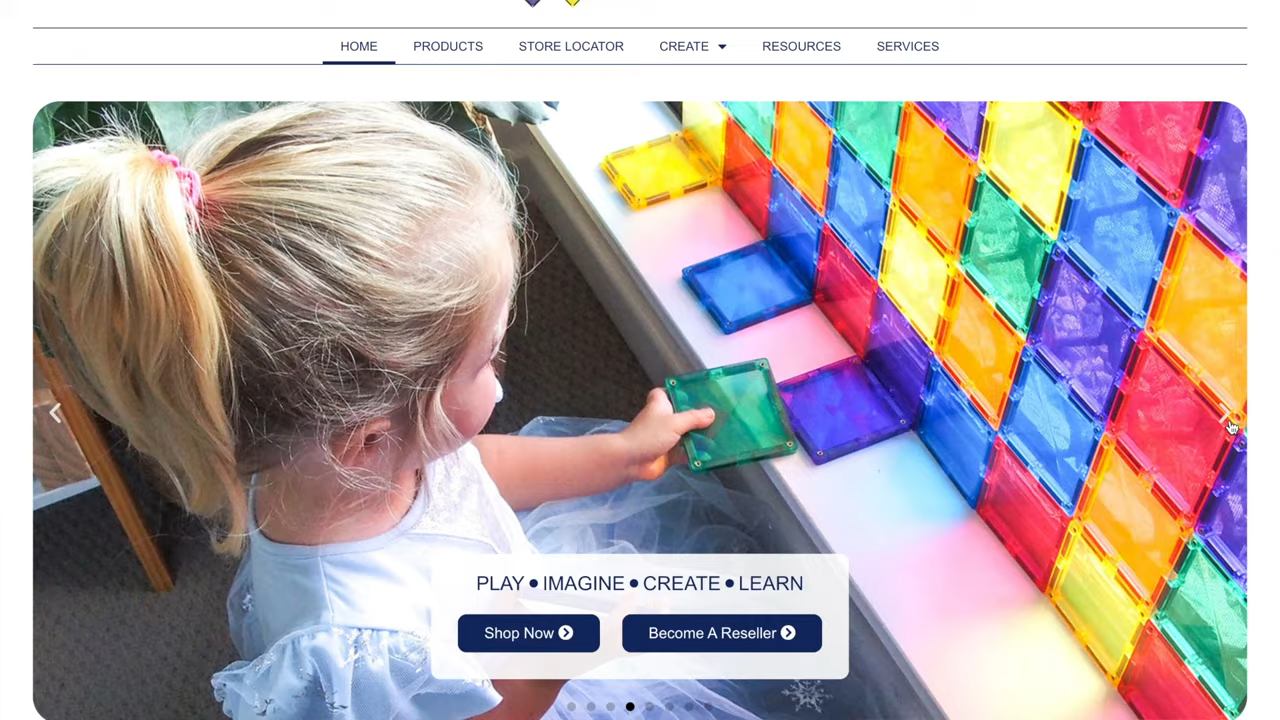 HOME PRODUCTS STORE LOCATOR CREATE RESOURCES SERVICES
PLAY ● IMAGINE ● CREATE ● LEARN
Shop Now Become A Reseller